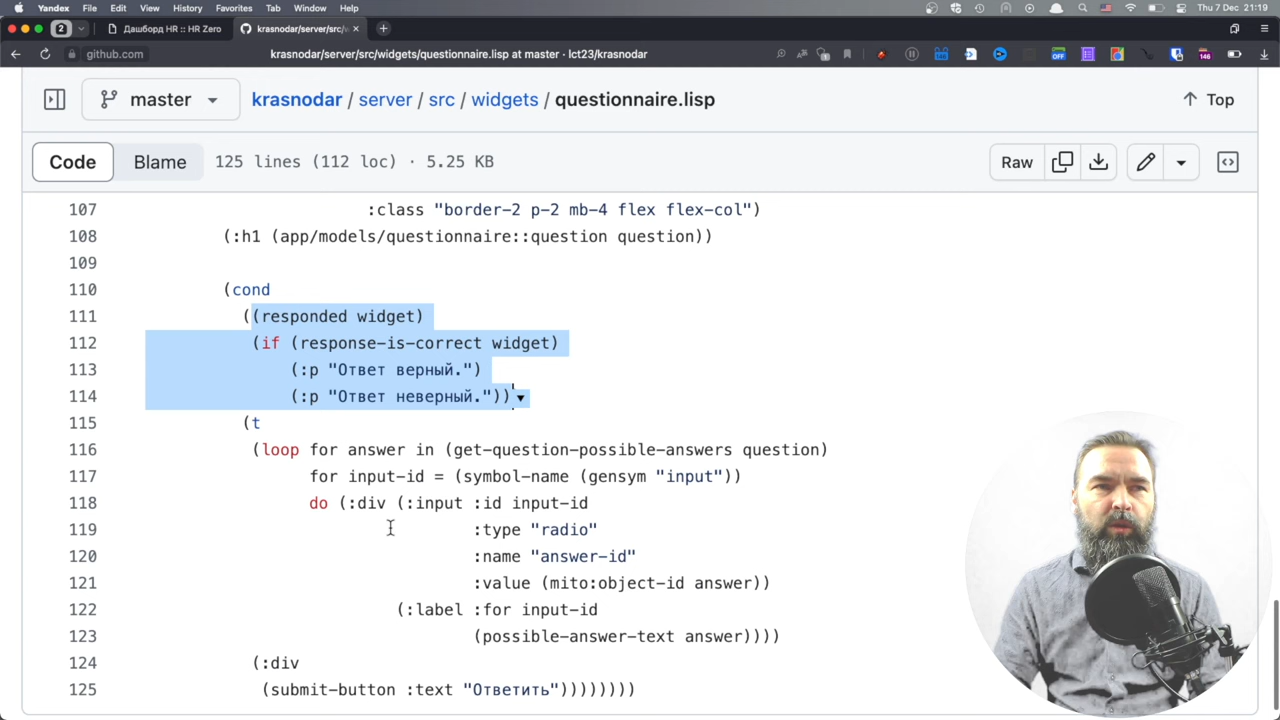 Yandex File Edit View History Favorites Tab Window Help Thu 7 Dec 21:19
2 Дашборд HR :: HR Zero krasnodar/server/src/w
github.com krasnodar/server/src/widgets/questionnaire.lisp at master · lct23/krasnodar OFF 146
master krasnodar / server / src / widgets / questionnaire.lisp Top
Code Blame 125 lines (112 loc) · 5.25 KB Raw
107 :class "border-2 p-2 mb-4 flex flex-col")
108 (:h1 (app/models/questionnaire::question question))
109
110 (cond
111 ((responded widget)
112 (if (response-is-correct widget)
113 (:p "Ответ верный.")
114 (:p "Ответ неверный.")))
115 (t
116 (loop for answer in (get-question-possible-answers question)
117 for input-id = (symbol-name (gensym "input"))
118 do (:div (:input :id input-id
119 :type "radio"
120 :name "answer-id"
121 :value (mito:object-id answer))
122 (:label :for input-id
123 (possible-answer-text answer))))
124 (:div
125 (submit-button :text "Ответить"))))))))